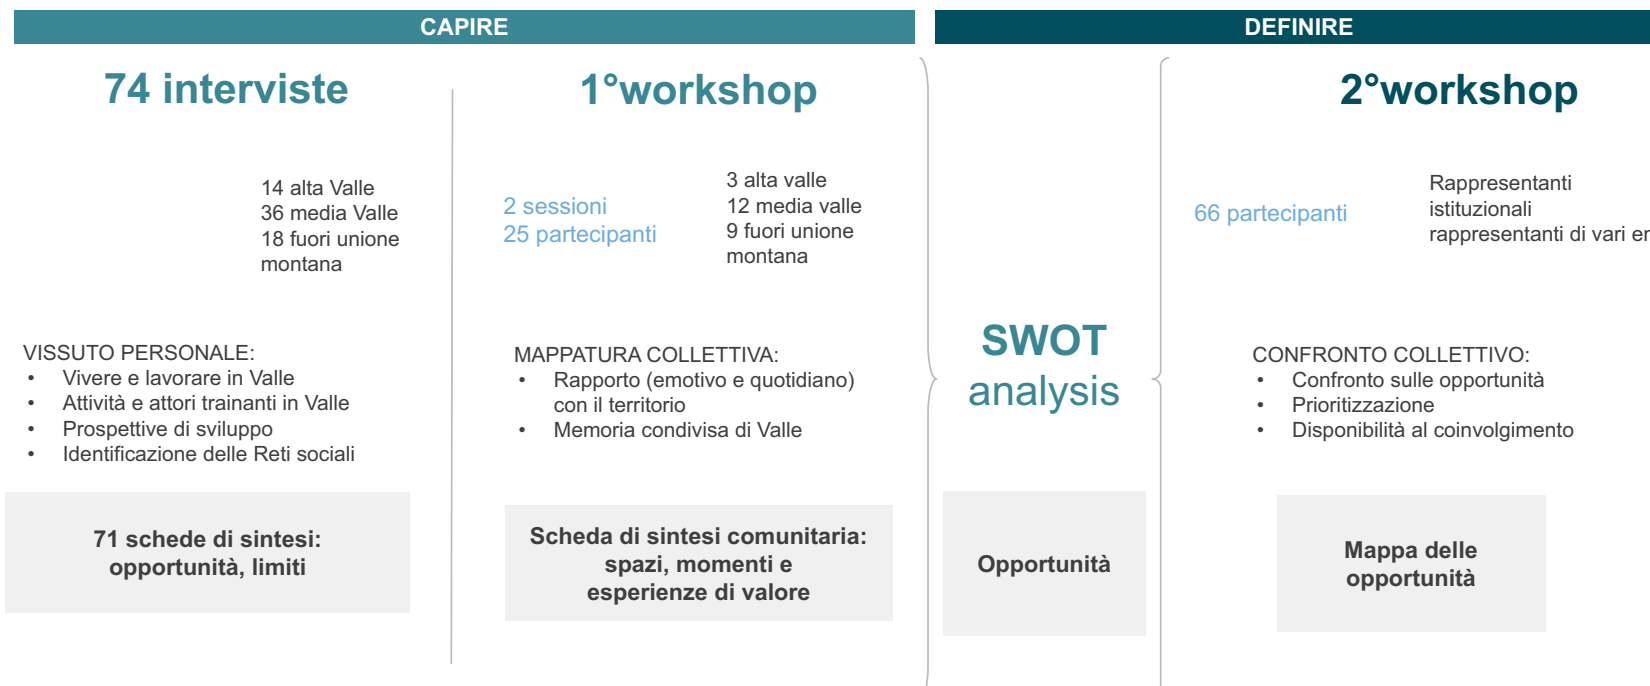 CAPIRE
DEFINIRE
74 interviste
14 alta Valle
36 media Valle
18 fuori unione
montana
VISSUTO PERSONALE:
• Vivere e lavorare in Valle
• Attività e attori trainanti in Valle
• Prospettive di sviluppo
• Identificazione delle Reti sociali
71 schede di sintesi:
opportunità, limiti
1°workshop
2 sessioni
25 partecipanti
3 alta valle
12 media valle
9 fuori unione
montana
MAPPATURA COLLETTIVA:
• Rapporto (emotivo e quotidiano)
con il territorio
• Memoria condivisa di Valle
Scheda di sintesi comunitaria:
spazi, momenti e
esperienze di valore
SWOT
analysis
Opportunità
2°workshop
66 partecipanti
Rappresentanti
istituzionali
rappresentanti di vari
CONFRONTO COLLETTIVO:
• Confronto sulle opportunità
• Prioritizzazione
• Disponibilità al coinvolgimento
Mappa delle
opportunità